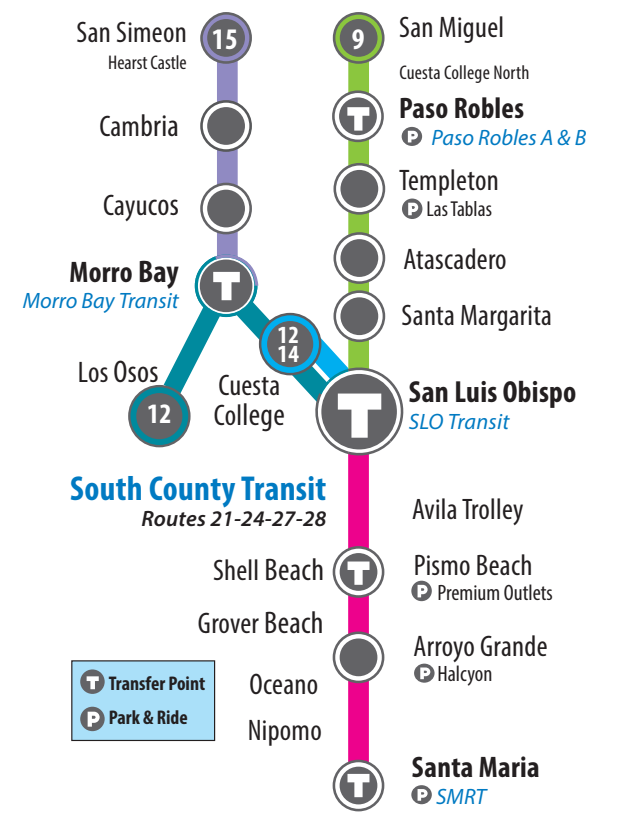 San Simeon
Hearst Castle
15
Cambria
Cayucos
Morro Bay
Morro Bay Transit
T
Los Osos
12
12
14
Cuesta
College
9
San Miguel
Cuesta College North
T
Paso Robles
P Paso Robles A & B
Templeton
P Las Tablas
Atascadero
Santa Margarita
T
San Luis Obispo
SLO Transit
South County Transit
Routes 21-24-27-28
Avila Trolley
Shell Beach
T
Pismo Beach
P Premium Outlets
Grover Beach
Arroyo Grande
P Halcyon
Oceano
Nipomo
T
Santa Maria
P SMRT
T Transfer Point
P Park & Ride